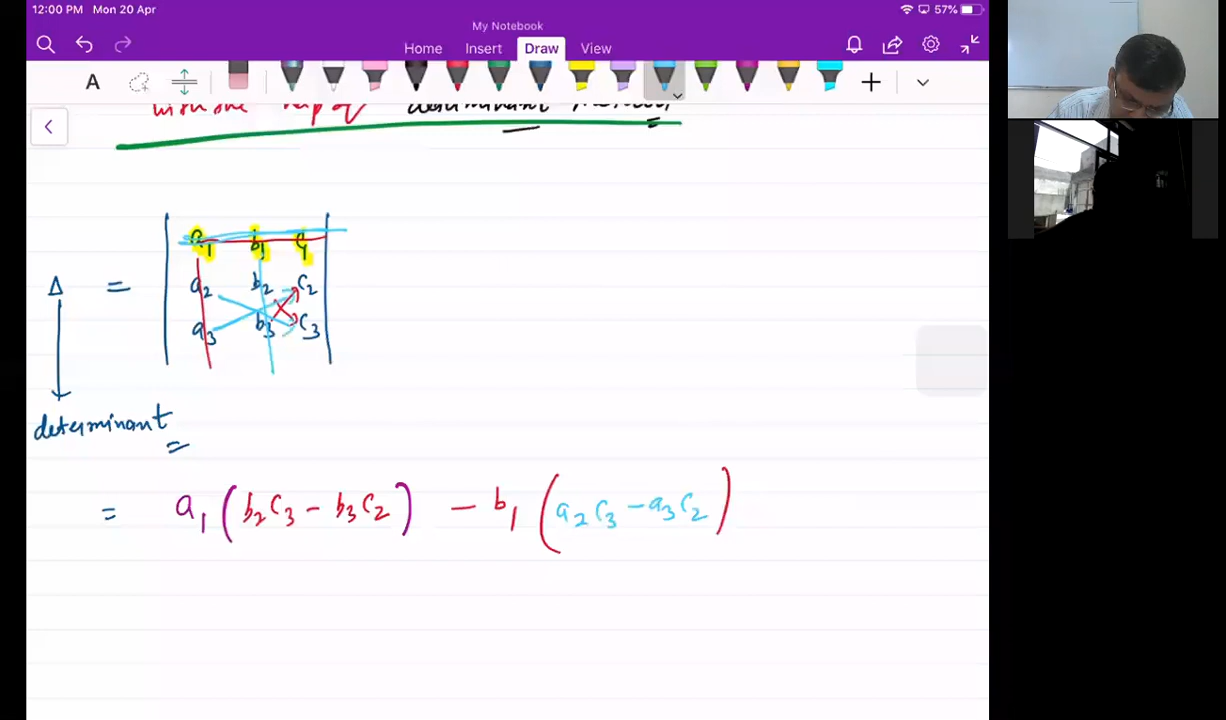 12:00 PM Mon 20 Apr
57%
My Notebook
Home Insert Draw View
A
a₁ b₁ c₁
Δ = a₂ b₂ c₂
a₃ b₃ c₃
determinant
= a₁ (b₂c₃ - b₃c₂) - b₁ (a₂c₃ - a₃c₂)